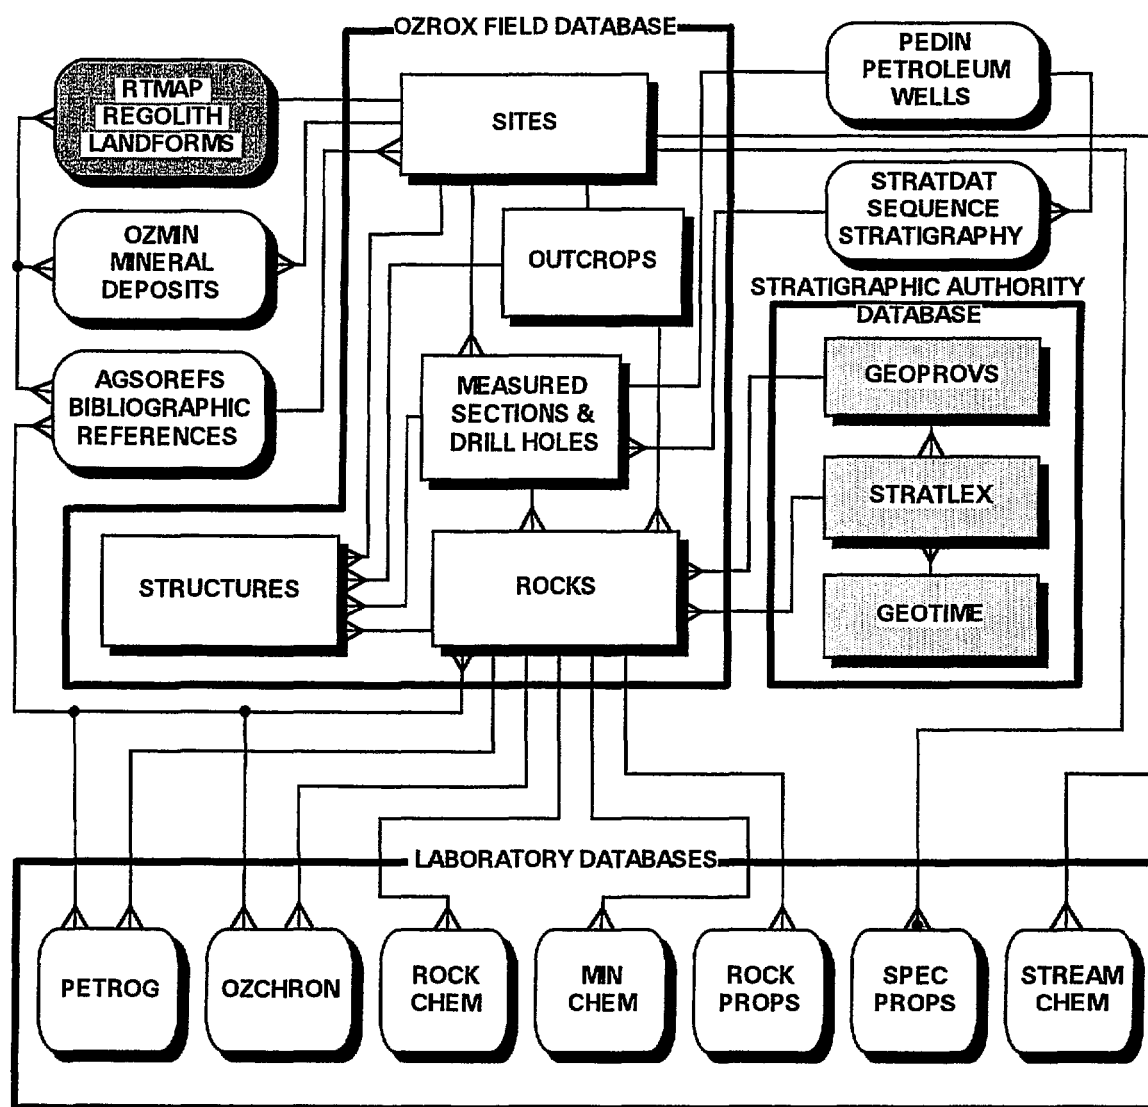 OZROX FIELD DATABASE
RTMAP
REGOLITH
LANDFORMS
SITES
PEDIN
PETROLEUM
WELLS
OZMIN
MINERAL
DEPOSITS
OUTCROPS
STRATDAT
SEQUENCE
STRATIGRAPHY
STRATIGRAPHIC AUTHORITY
DATABASE
AGSOREFS
BIBLIOGRAPHIC
REFERENCES
MEASURED
SECTIONS &
DRILL HOLES
GEOPROVS
STRATLEX
GEOTIME
STRUCTURES
ROCKS
LABORATORY DATABASES
PETROG
OZCHRON
ROCK
CHEM
MIN
CHEM
ROCK
PROPS
SPEC
PROPS
STREAM
CHEM